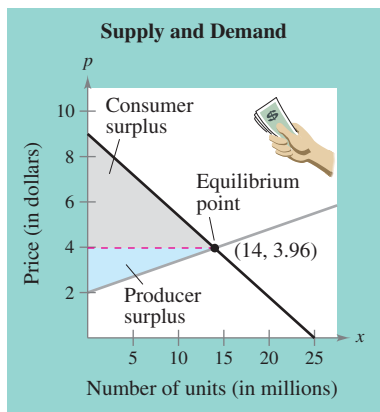 Supply and Demand
p
Consumer
surplus
Equilibrium
point
(14, 3.96)
Producer
surplus
10
8
6
4
2
Price (in dollars)
5 10 15 20 25
x
Number of units (in millions)
$